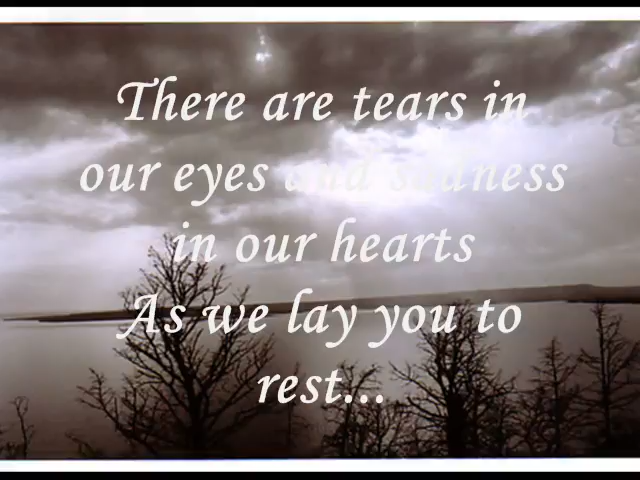 There are tears in
our eyes and sadness
in our hearts
As we lay you to
rest...